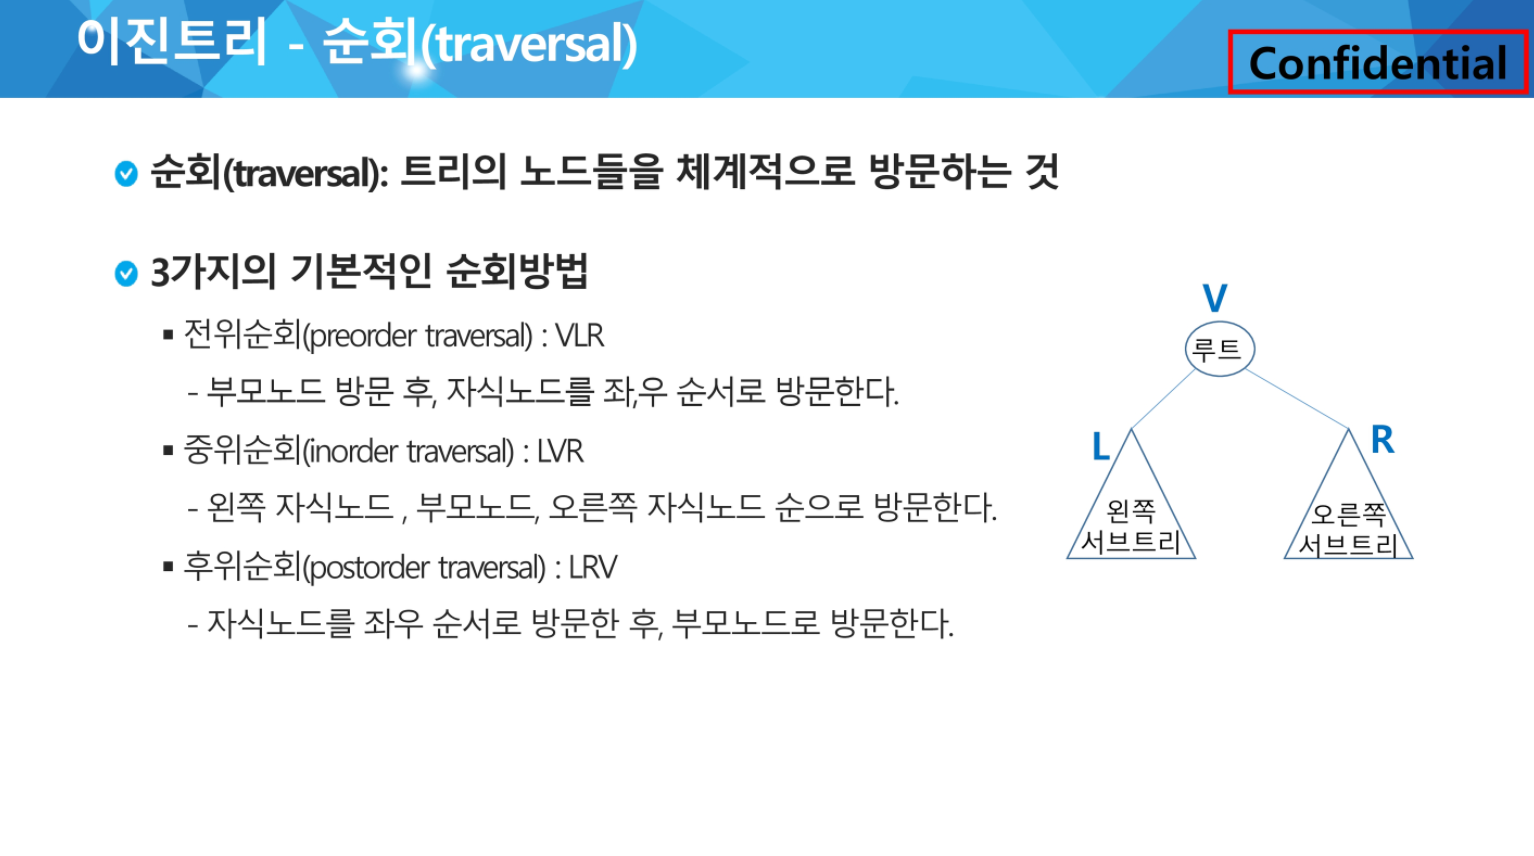 이진트리 - 순회(traversal)
Confidential
순회(traversal): 트리의 노드들을 체계적으로 방문하는 것
3가지의 기본적인 순회방법
▪ 전위순회(preorder traversal) : VLR
- 부모노드 방문 후, 자식노드를 좌,우 순서로 방문한다.
▪ 중위순회(inorder traversal) : LVR
- 왼쪽 자식노드 , 부모노드, 오른쪽 자식노드 순으로 방문한다.
▪ 후위순회(postorder traversal) : LRV
- 자식노드를 좌우 순서로 방문한 후, 부모노드로 방문한다.
V
루트
L
R
왼쪽
서브트리
오른쪽
서브트리